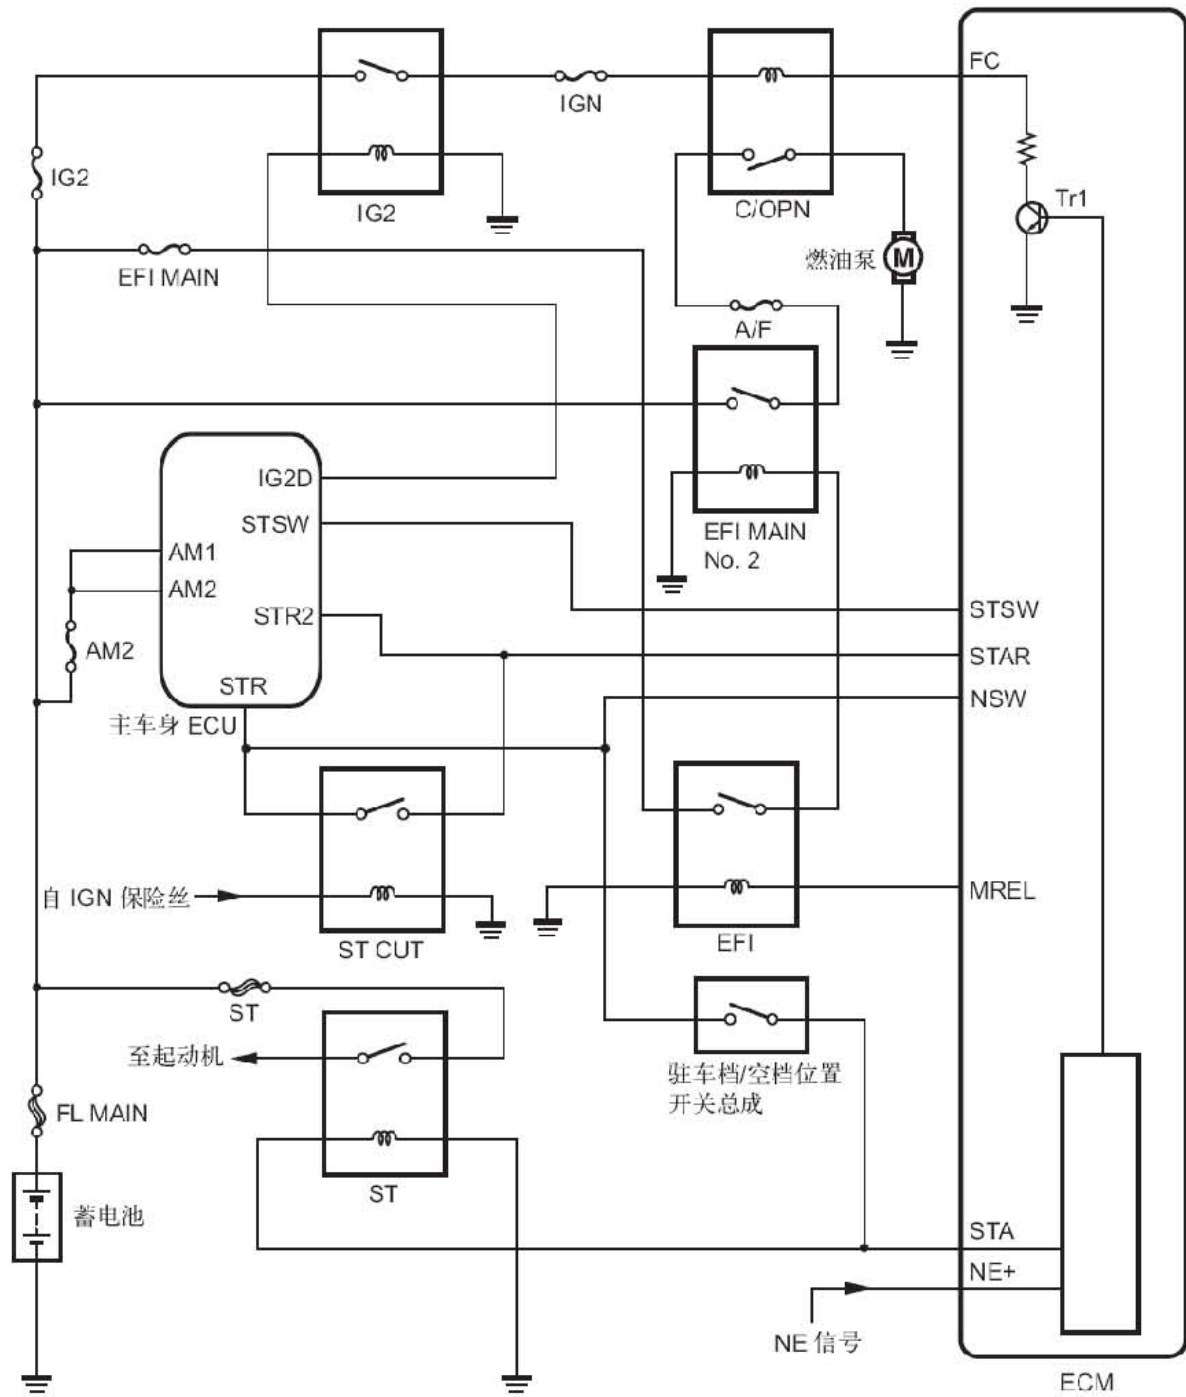 FC
IGN
IG2
IG2
C/OPN
Tr1
EFI MAIN
燃油泵
M
A/F
IG2D
STSW
EFI MAIN
No. 2
AM1
AM2
STR2
STSW
AM2
STAR
STR
NSW
主车身 ECU
自 IGN 保险丝
MREL
ST CUT
EFI
ST
至起动机
驻车档/空档位置
开关总成
FL MAIN
ST
蓄电池
STA
NE+
NE 信号
ECM